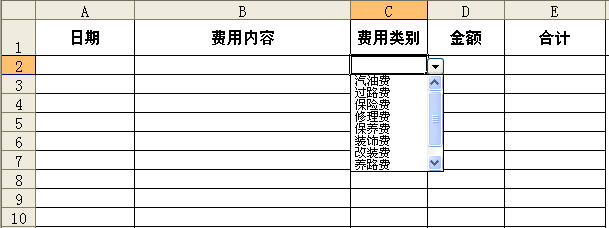 A B C D E
1 日期 费用内容 费用类别 金额 合计
2
汽油费
3 过路费
保险费
4 修理费
5 保养费
6 装饰费
改装费
7 养路费
8
9
10